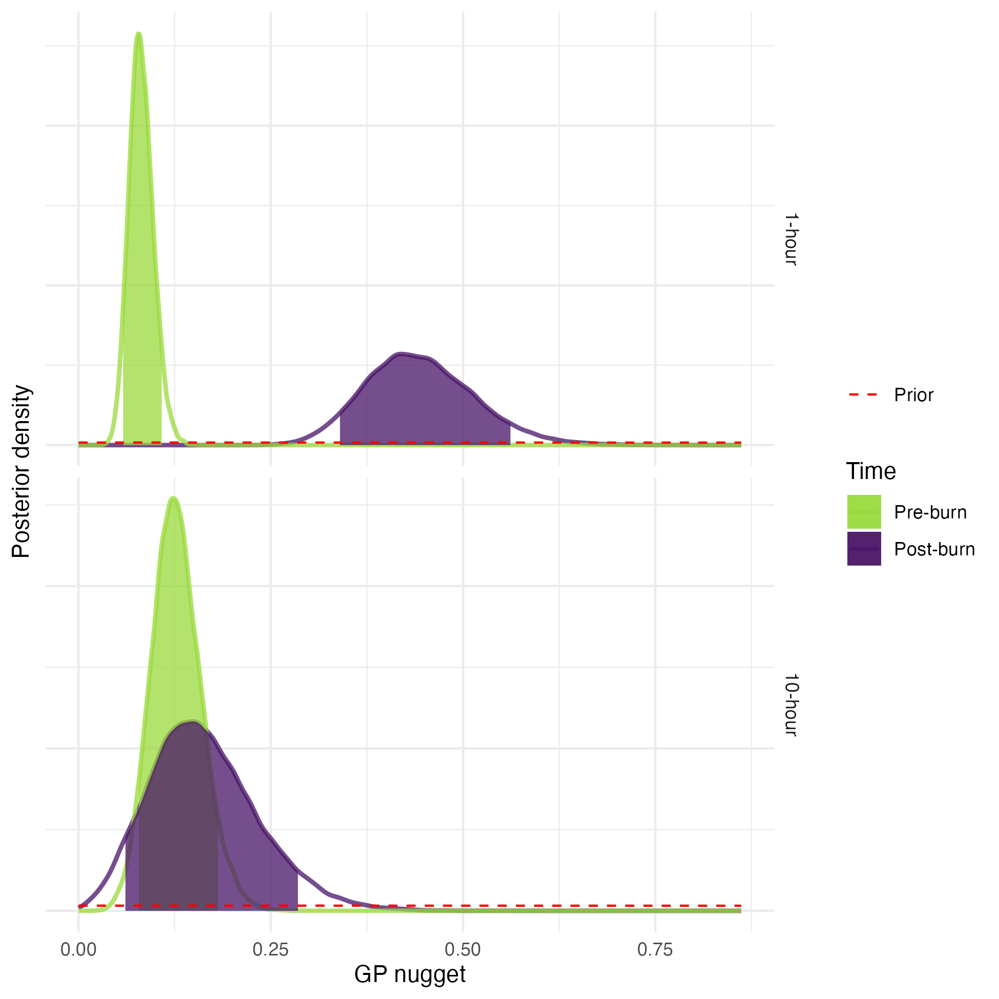 Posterior density
1-hour
10-hour
0.00 0.25 0.50 0.75
GP nugget
Prior
Time
Pre-burn
Post-burn